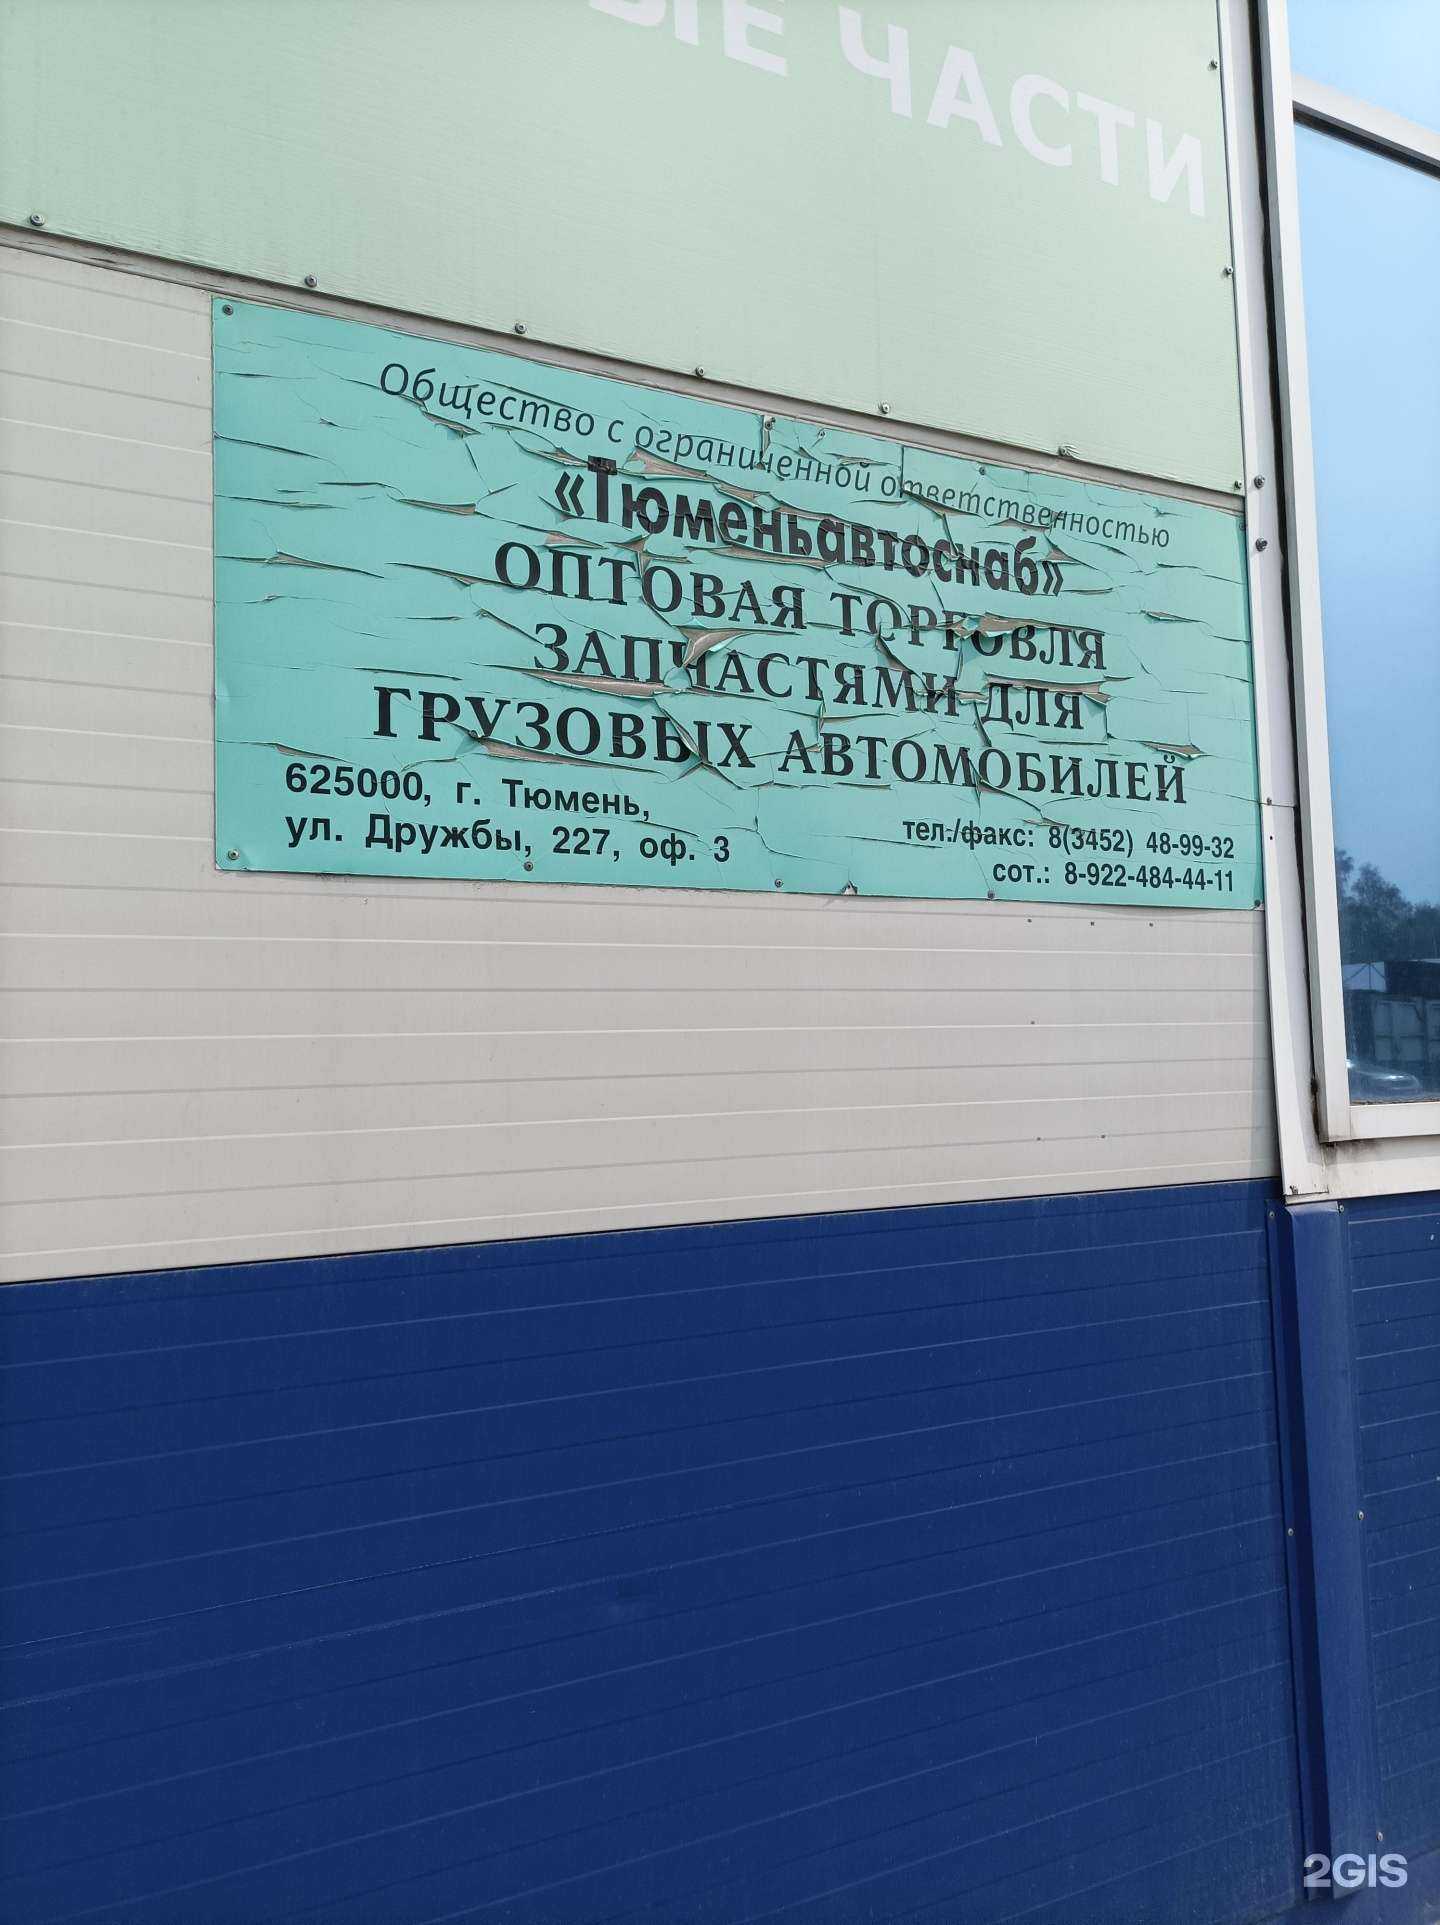 ЧАСТИ
Общество с ограниченной ответственностью
«Тюменьавтоснаб»
ОПТОВАЯ ТОРГОВЛЯ
ЗАПЧАСТЯМИ ДЛЯ
ГРУЗОВЫХ АВТОМОБИЛЕЙ
625000, г. Тюмень,
ул. Дружбы, 227, оф. 3
тел./факс: 8(3452) 48-99-32
сот.: 8-922-484-44-11
2GIS